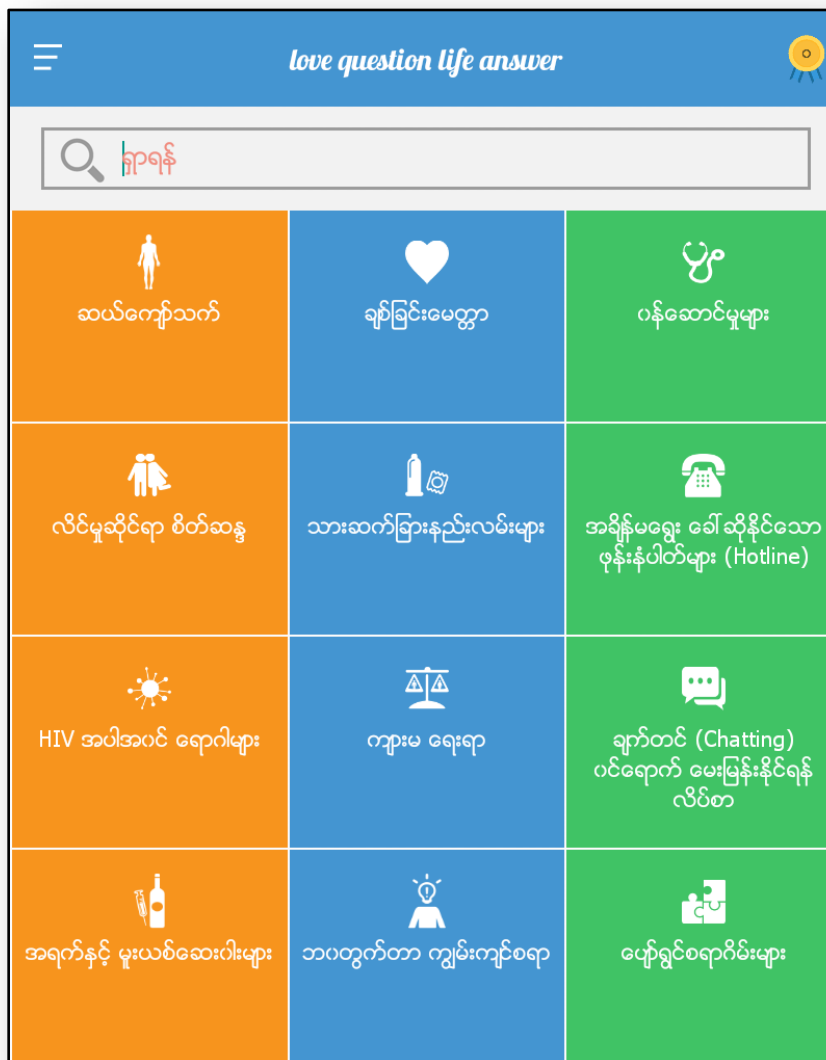 love question life answer
ရှာရန်
ဆယ်ကျော်သက်
ချစ်ခြင်းမေတ္တာ
ဝန်ဆောင်မှုများ
လိင်မှုဆိုင်ရာ စိတ်ဆန္ဒ
သားဆက်ခြားနည်းလမ်းများ
အချိန်မရွေး ခေါ်ဆိုနိုင်သော
ဖုန်းနံပါတ်များ (Hotline)
HIV အပါအဝင် ရောဂါများ
ကျားမ ရေးရာ
ချက်တင် (Chatting)
ဝင်ရောက် မေးမြန်းနိုင်ရန်
လိပ်စာ
အရက်နှင့် မူးယစ်ဆေးဝါးများ
ဘဝတွက်တာ ကျွမ်းကျင်စရာ
ပျော်ရွှင်စရာဂိမ်းများ